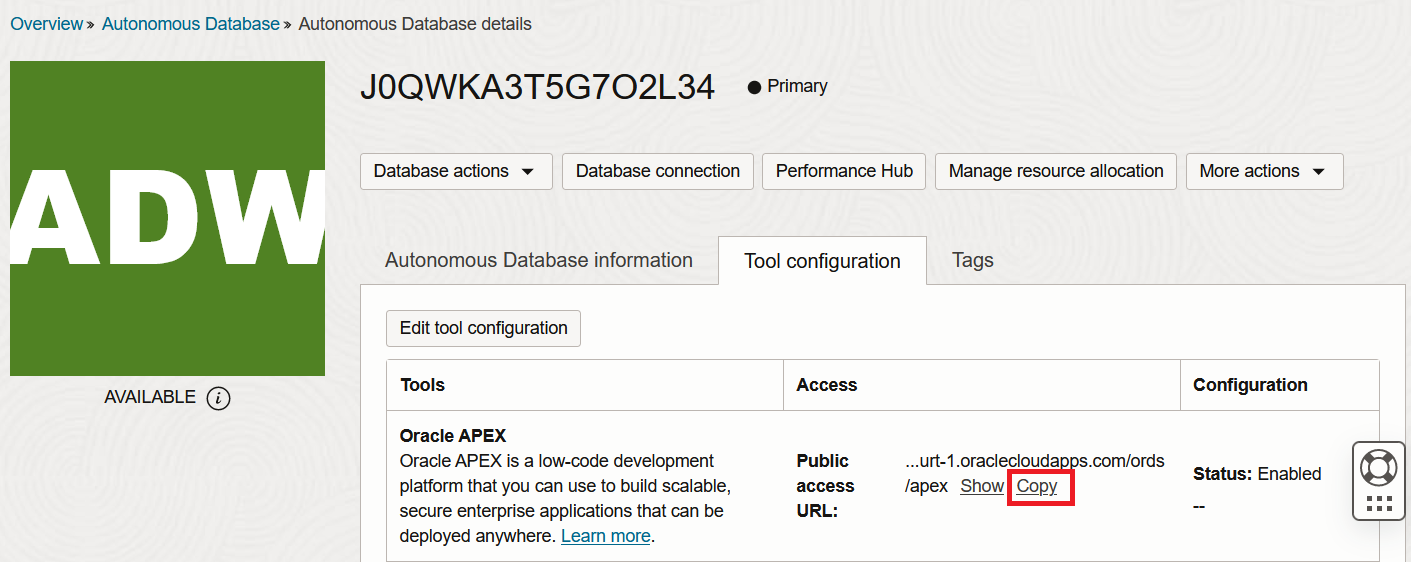 Overview » Autonomous Database » Autonomous Database details
ADW
AVAILABLE i
J0QWKA3T5G7O2L34 ● Primary
Database actions Database connection Performance Hub Manage resource allocation More actions
Autonomous Database information Tool configuration Tags
Edit tool configuration
Tools Access Configuration
Oracle APEX
Oracle APEX is a low-code development
platform that you can use to build scalable,
secure enterprise applications that can be
deployed anywhere. Learn more.
Public
access
URL:
...urt-1.oraclecloudapps.com/ords
/apex Show Copy
Status: Enabled
--